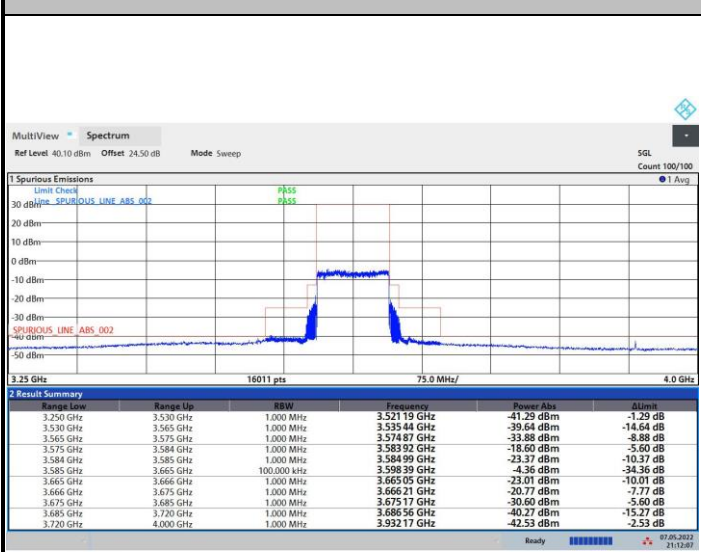 MultiView Spectrum
Ref Level 40.10 dBm Offset 24.50 dB Mode Sweep SGL
Count 100/100
1 Spurious Emissions 1 Avg
Limit Check PASS
Line _SPURIOUS_LINE_ABS_002 PASS
30 dBm
20 dBm
10 dBm
0 dBm
-10 dBm
-20 dBm
-30 dBm
_SPURIOUS_LINE_ABS_002
-40 dBm
-50 dBm
3.25 GHz 16011 pts 75.0 MHz/ 4.0 GHz
2 Result Summary
Range Low Range Up RBW Frequency Power Abs ΔLimit
3.250 GHz 3.530 GHz 1.000 MHz 3.521 19 GHz -41.29 dBm -1.29 dB
3.530 GHz 3.565 GHz 1.000 MHz 3.535 44 GHz -39.64 dBm -14.64 dB
3.565 GHz 3.575 GHz 1.000 MHz 3.574 87 GHz -33.88 dBm -8.88 dB
3.575 GHz 3.584 GHz 1.000 MHz 3.583 92 GHz -18.60 dBm -5.60 dB
3.584 GHz 3.585 GHz 1.000 MHz 3.584 99 GHz -23.37 dBm -10.37 dB
3.585 GHz 3.665 GHz 100.000 kHz 3.598 39 GHz -4.36 dBm -34.36 dB
3.665 GHz 3.666 GHz 1.000 MHz 3.665 05 GHz -23.01 dBm -10.01 dB
3.666 GHz 3.675 GHz 1.000 MHz 3.666 21 GHz -20.77 dBm -7.77 dB
3.675 GHz 3.685 GHz 1.000 MHz 3.675 17 GHz -30.60 dBm -5.60 dB
3.685 GHz 3.720 GHz 1.000 MHz 3.686 56 GHz -40.27 dBm -15.27 dB
3.720 GHz 4.000 GHz 1.000 MHz 3.932 17 GHz -42.53 dBm -2.53 dB
Ready 07.05.2022
21:12:07